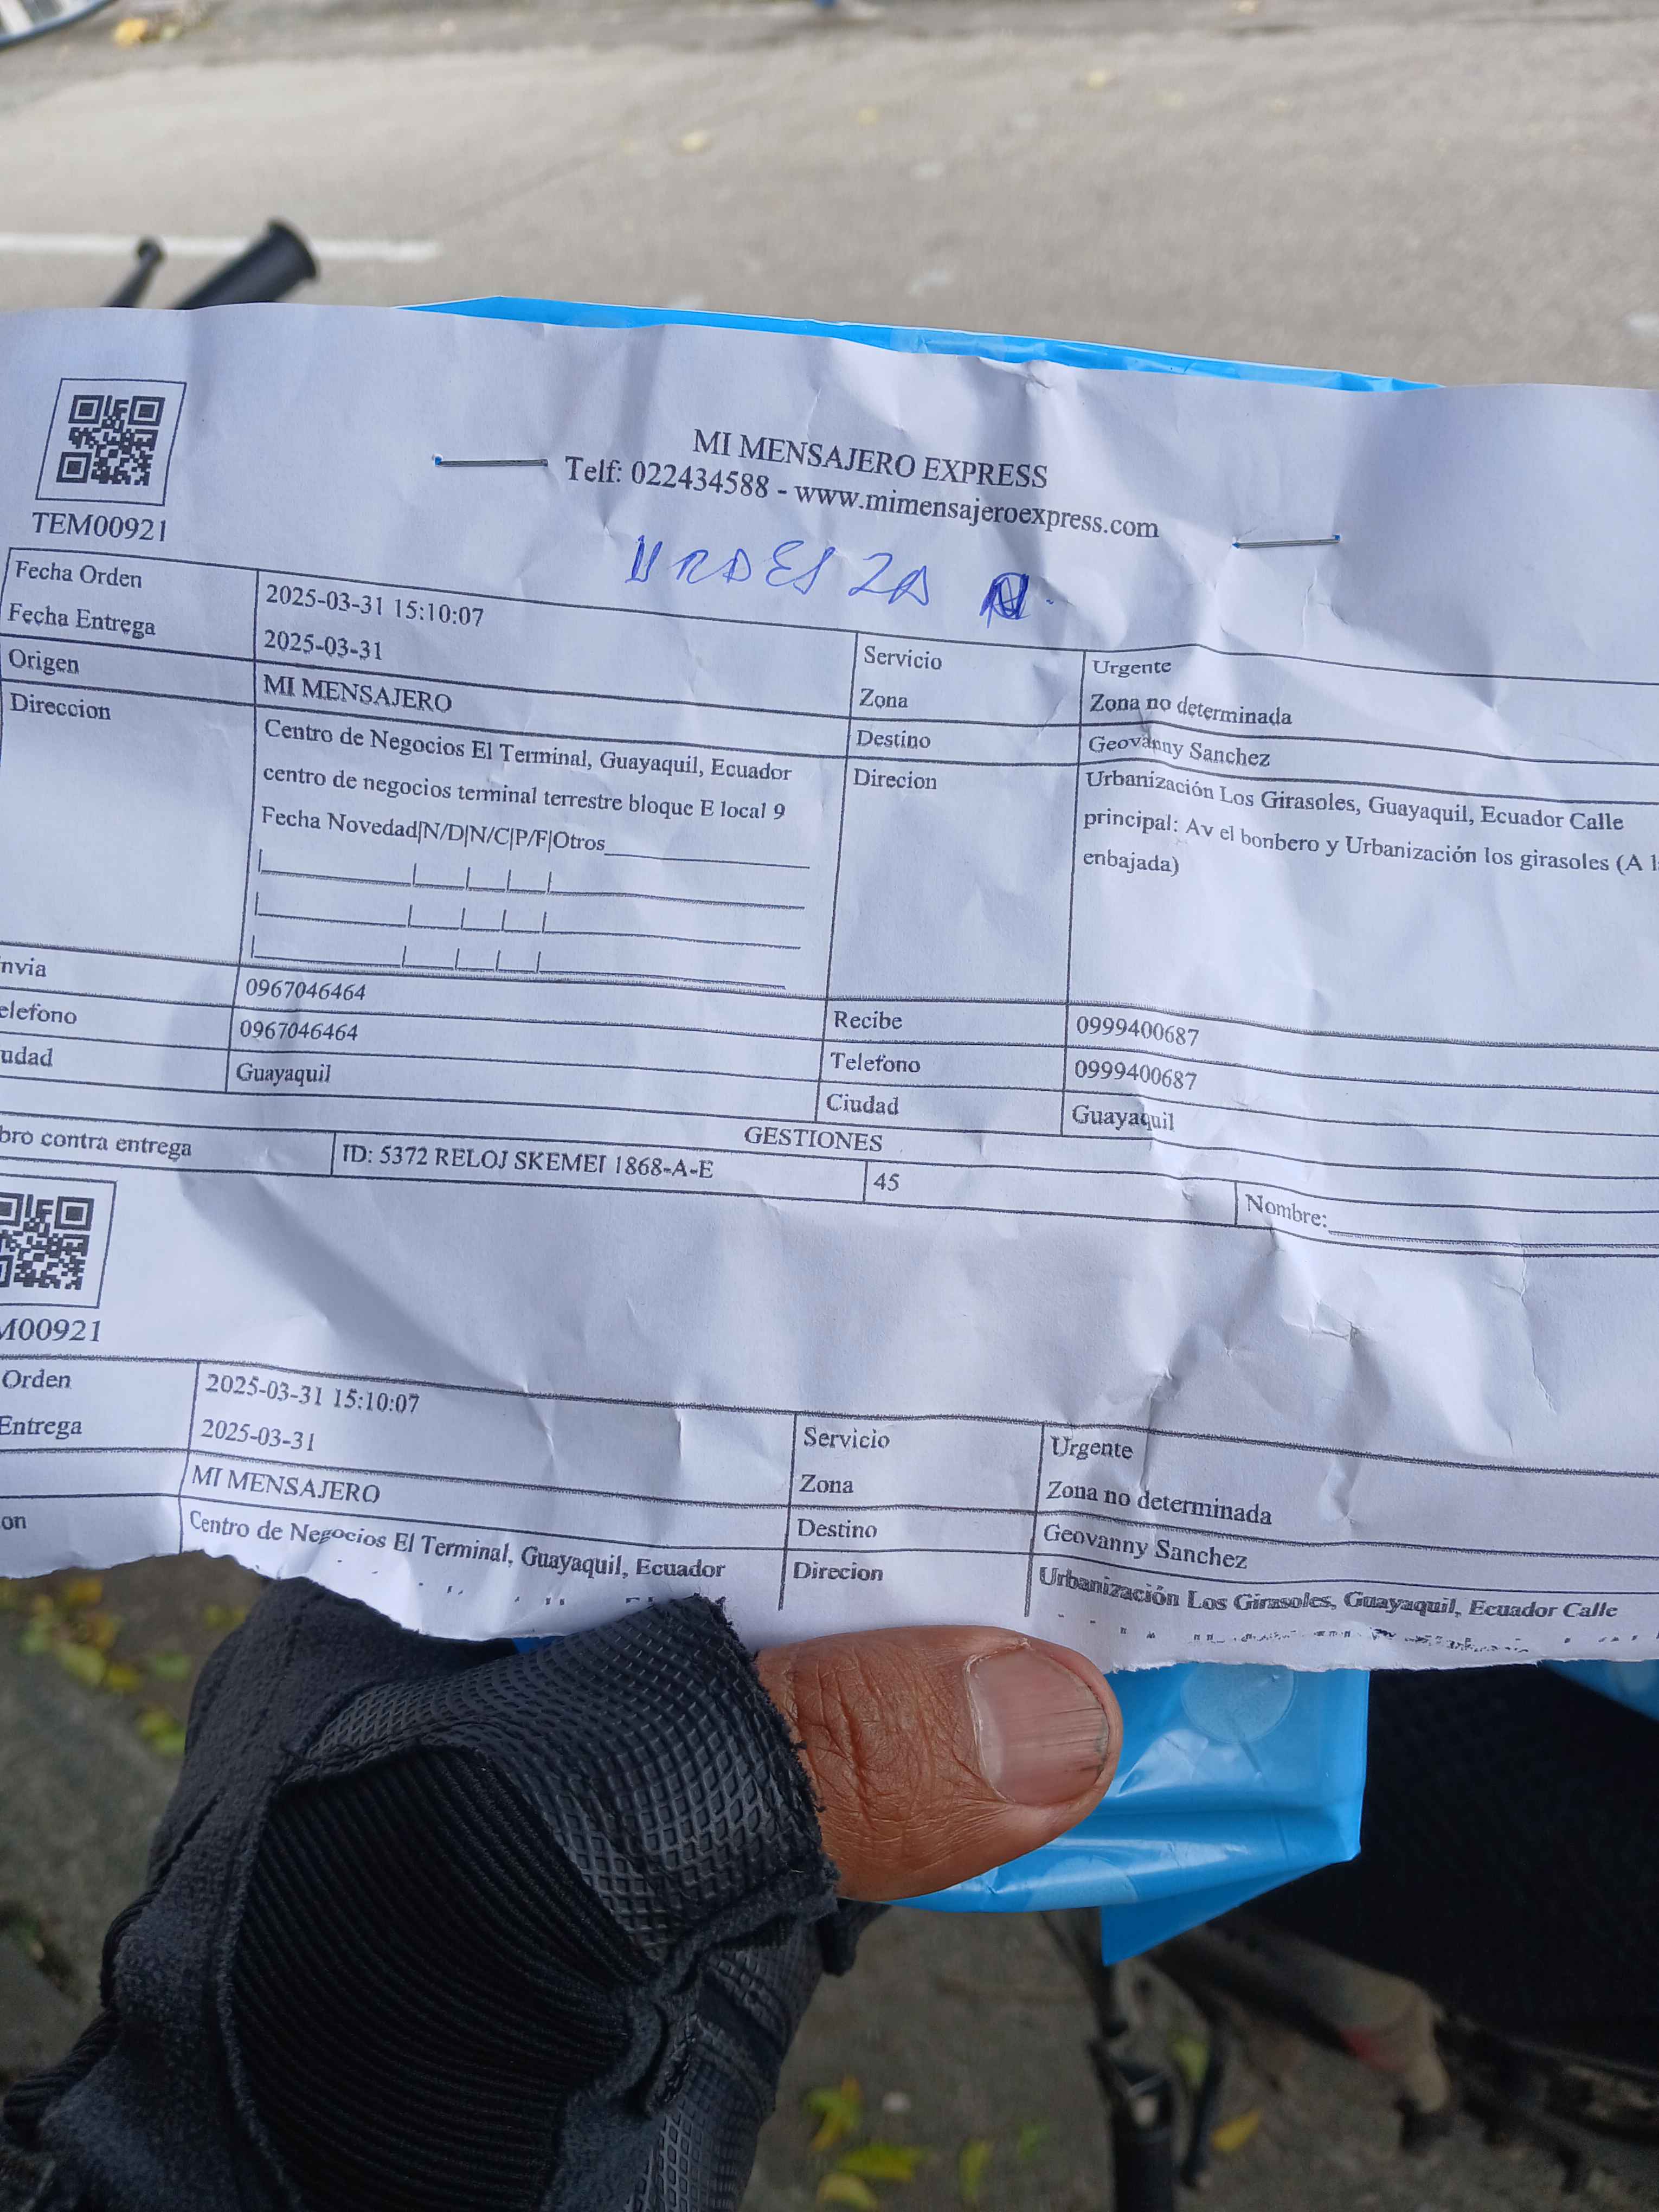 MI MENSAJERO EXPRESS
Telf: 022434588 - www.mimensajeroexpress.com
TEM00921
URDESZA N.
Fecha Orden 2025-03-31 15:10:07
Fecha Entrega 2025-03-31
Servicio Urgente
Zona Zona no determinada
Origen MI MENSAJERO
Destino Geovanny Sanchez
Direccion Centro de Negocios El Terminal, Guayaquil, Ecuador
centro de negocios terminal terrestre bloque E local 9
Fecha Novedad|N/D|N/C|P/F|Otros
Direcion Urbanización Los Girasoles, Guayaquil, Ecuador Calle
principal: Av el bonbero y Urbanización los girasoles (A l
enbajada)
nvia 0967046464
Recibe 0999400687
elefono 0967046464
Telefono 0999400687
udad Guayaquil
Ciudad Guayaquil
GESTIONES
bro contra entrega ID: 5372 RELOJ SKEMEI 1868-A-E 45 Nombre:
M00921
Orden 2025-03-31 15:10:07
Entrega 2025-03-31
Servicio Urgente
Zona Zona no determinada
MI MENSAJERO
Destino Geovanny Sanchez
on Centro de Negocios El Terminal, Guayaquil, Ecuador
Direcion Urbanización Los Girasoles, Guayaquil, Ecuador Calle